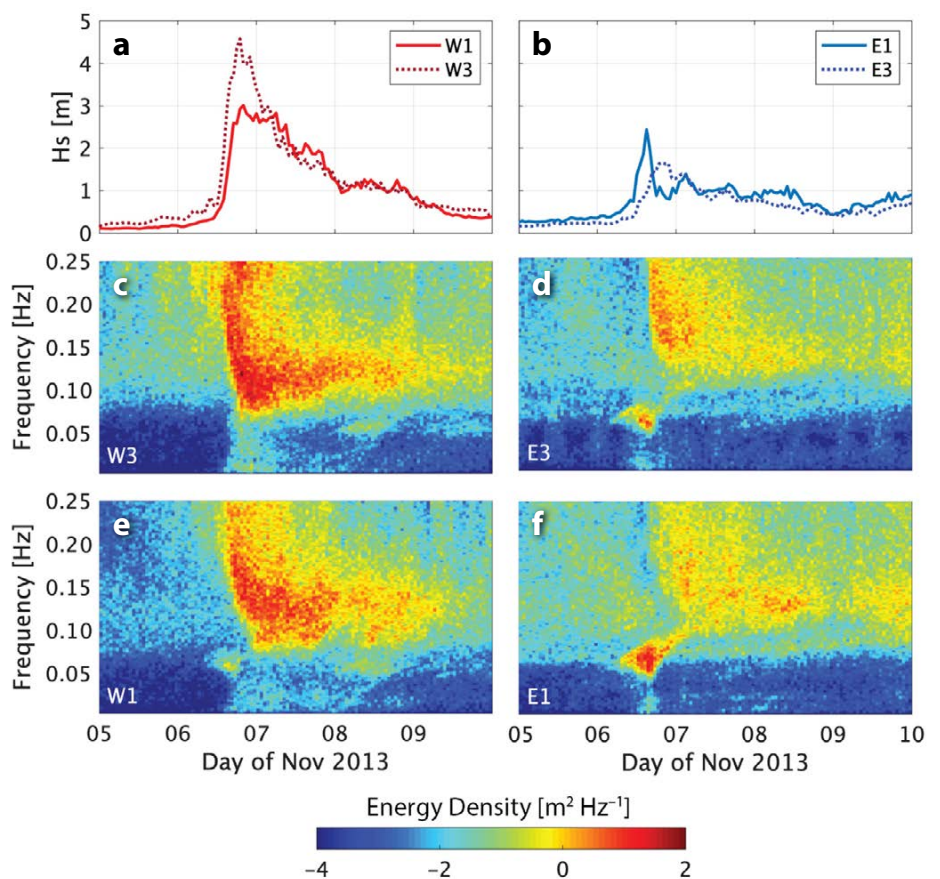 a
b
W1
W3
E1
E3
Hs [m]
5
4
3
2
1
0
c
d
0.25
0.20
0.15
0.10
0.05
Frequency [Hz]
W3
E3
e
f
0.25
0.20
0.15
0.10
0.05
Frequency [Hz]
W1
E1
05 06 07 08 09
05 06 07 08 09 10
Day of Nov 2013
Day of Nov 2013
Energy Density [m² Hz⁻¹]
−4 −2 0 2